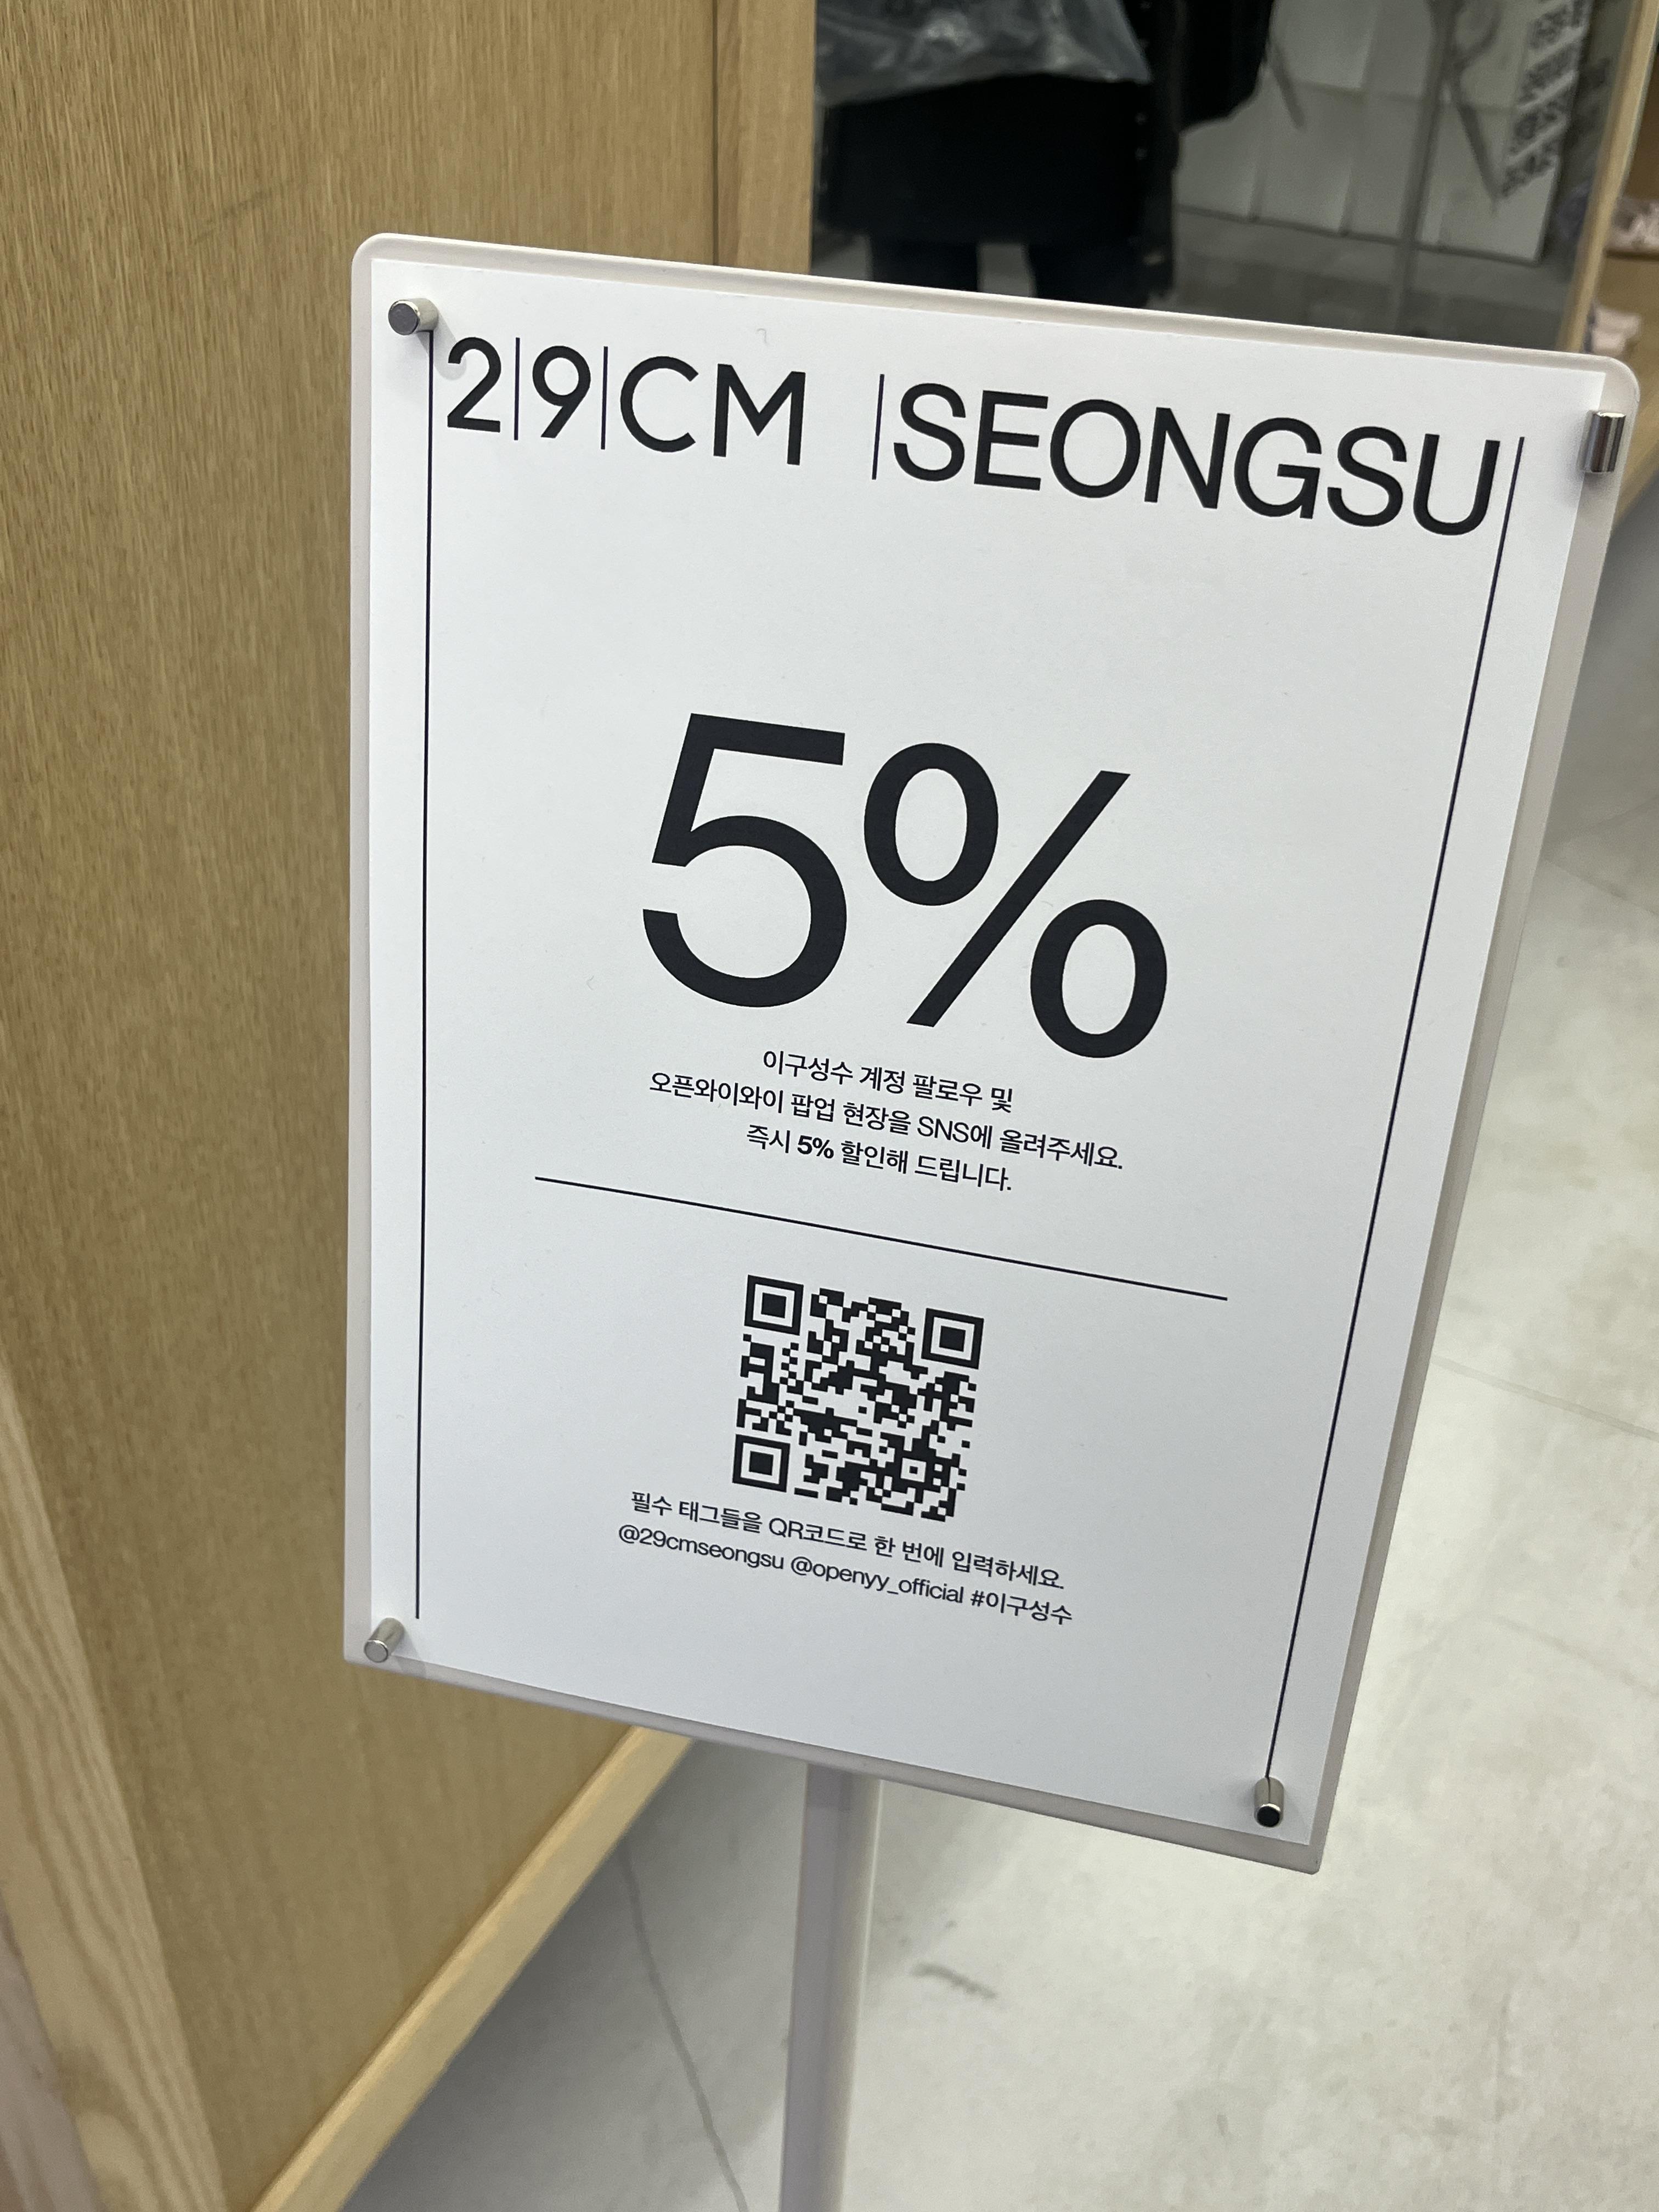 2|9|CM |SEONGSU|
5%
이구성수 계정 팔로우 및
오픈와이와이 팝업 현장을 SNS에 올려주세요.
즉시 5% 할인해 드립니다.
필수 태그들을 QR코드로 한 번에 입력하세요.
@29cmseongsu @openyy_official #이구성수